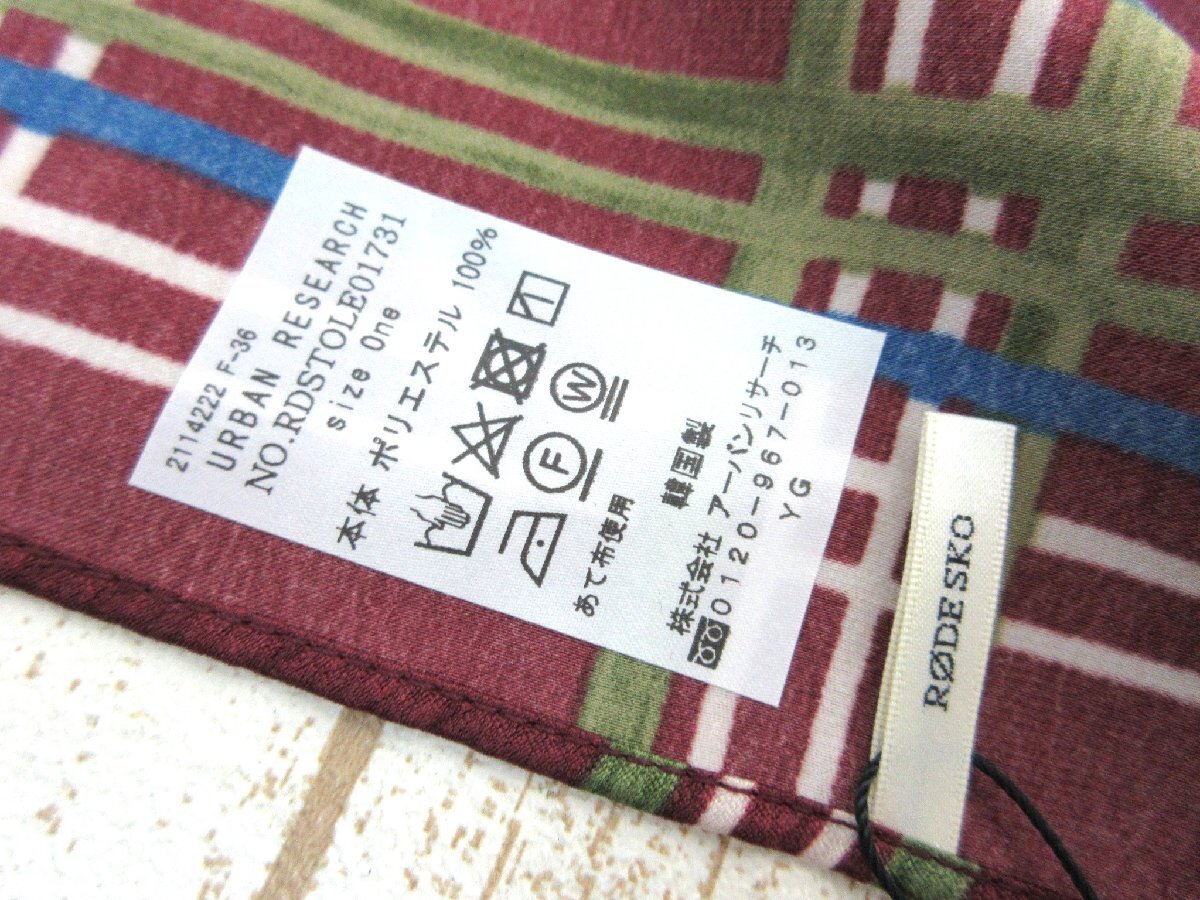 2114222 F-36
URBAN RESEARCH
NO.RDSTOLE01731
size One
本体 ポリエステル 100%
W
F
あて布使用
韓国製
株式会社 アーバンリサーチ
0120-967-013
YG
RØDE SKO